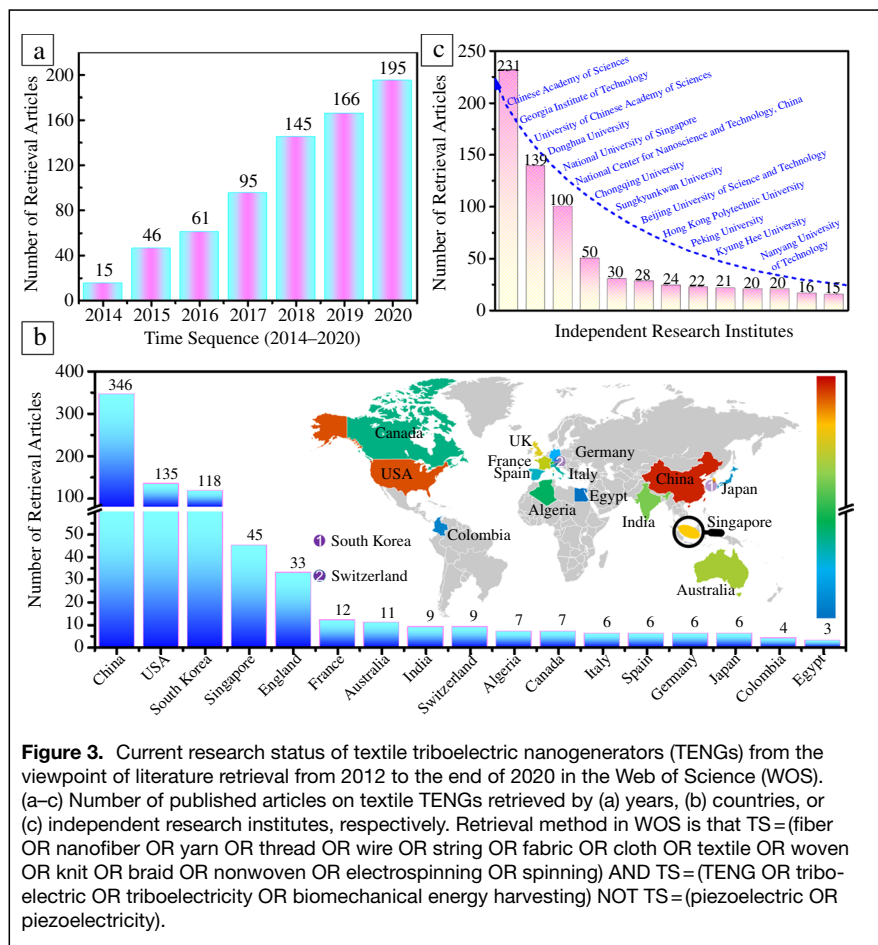 a
Number of Retrieval Articles
200
160
120
80
40
0
15
46
61
95
145
166
195
2014
2015
2016
2017
2018
2019
2020
Time Sequence (2014–2020)
c
Number of Retrieval Articles
250
200
150
100
50
0
231
139
100
50
30
28
24
22
21
20
20
16
15
Chinese Academy of Sciences
Georgia Institute of Technology
University of Chinese Academy of Sciences
Donghua University
National University of Singapore
National Center for Nanoscience and Technology, China
Chongqing University
Sungkyunkwan University
Beijing University of Science and Technology
Hong Kong Polytechnic University
Peking University
Kyung Hee University
Nanyang University
of Technology
Independent Research Institutes
b
Number of Retrieval Articles
400
300
200
100
50
40
30
20
10
0
346
135
118
45
33
12
11
9
9
7
7
6
6
6
6
4
3
China
USA
South Korea
Singapore
England
France
Australia
India
Switzerland
Algeria
Canada
Italy
Spain
Germany
Japan
Colombia
Egypt
Canada
USA
Colombia
UK
France
Spain
Germany
Italy
2
Algeria
Egypt
China
India
1
Japan
Singapore
Australia
1 South Korea
2 Switzerland
Figure 3. Current research status of textile triboelectric nanogenerators (TENGs) from the
viewpoint of literature retrieval from 2012 to the end of 2020 in the Web of Science (WOS).
(a–c) Number of published articles on textile TENGs retrieved by (a) years, (b) countries, or
(c) independent research institutes, respectively. Retrieval method in WOS is that TS=(fiber
OR nanofiber OR yarn OR thread OR wire OR string OR fabric OR cloth OR textile OR woven
OR knit OR braid OR nonwoven OR electrospinning OR spinning) AND TS=(TENG OR tribo-
electric OR triboelectricity OR biomechanical energy harvesting) NOT TS=(piezoelectric OR
piezoelectricity).